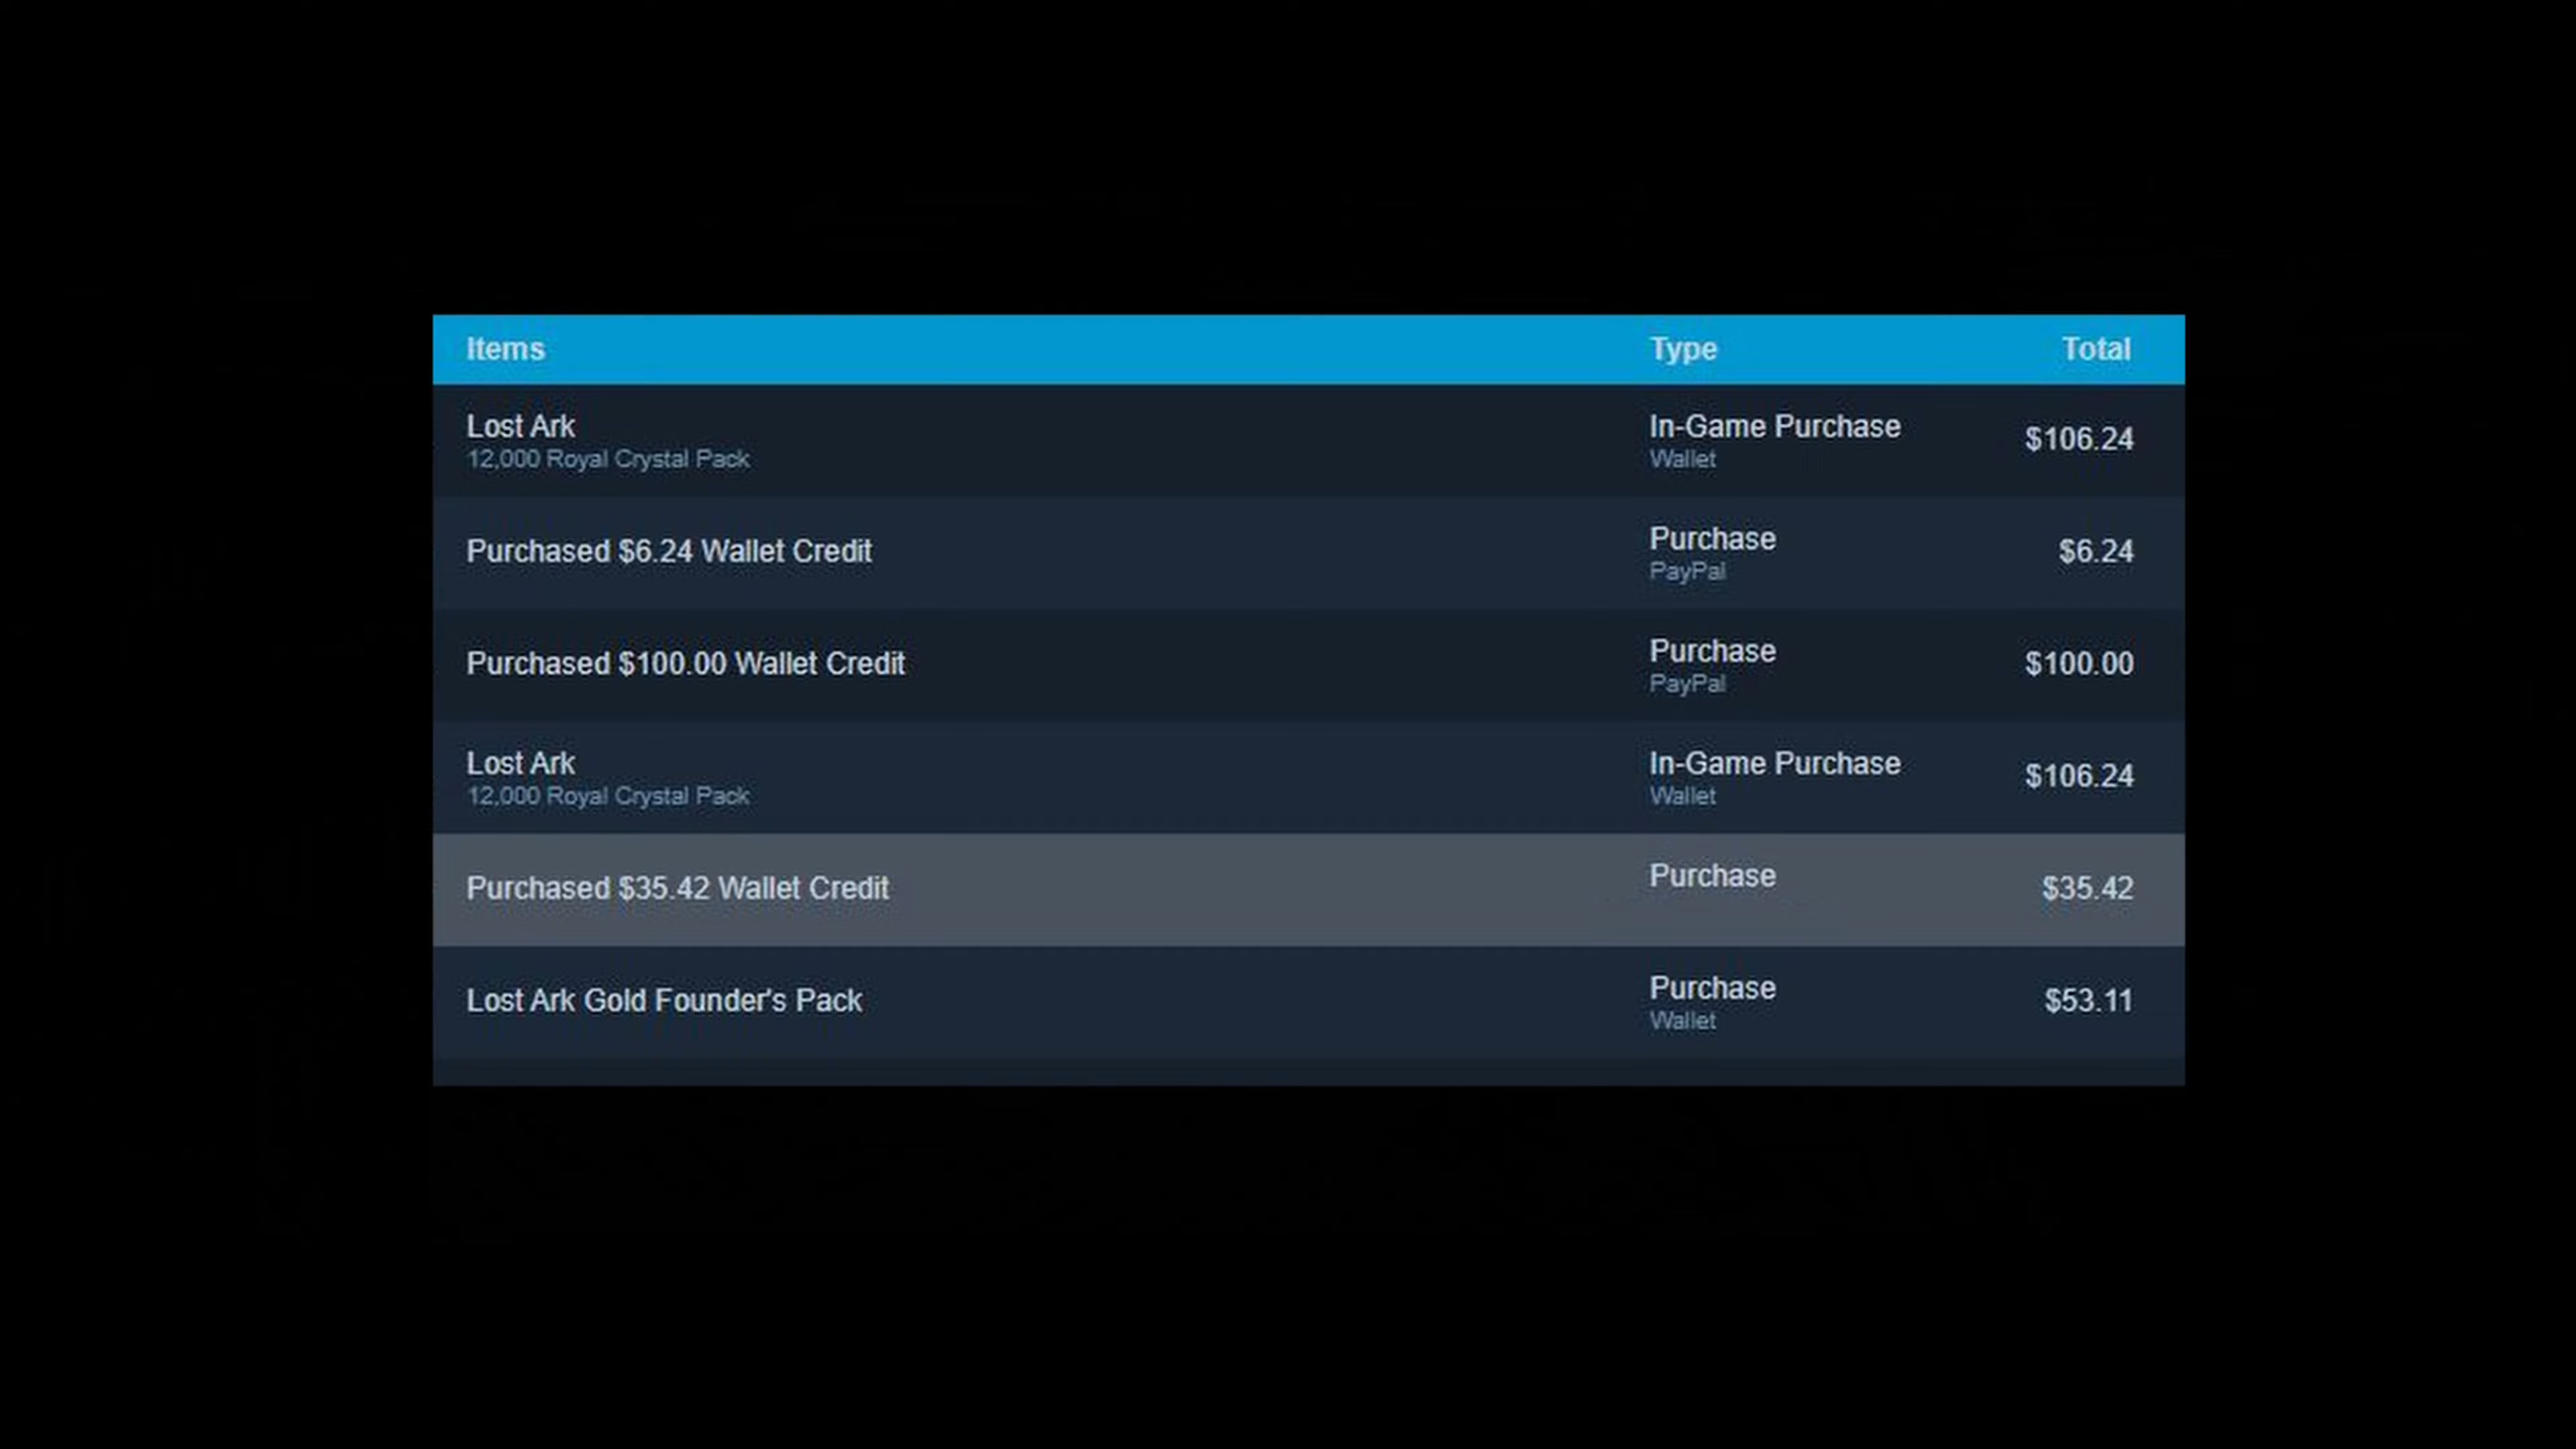 Items Type Total
Lost Ark In-Game Purchase $106.24
12,000 Royal Crystal Pack Wallet
Purchased $6.24 Wallet Credit Purchase $6.24
PayPal
Purchased $100.00 Wallet Credit Purchase $100.00
PayPal
Lost Ark In-Game Purchase $106.24
12,000 Royal Crystal Pack Wallet
Purchased $35.42 Wallet Credit Purchase $35.42
Lost Ark Gold Founder's Pack Purchase $53.11
Wallet